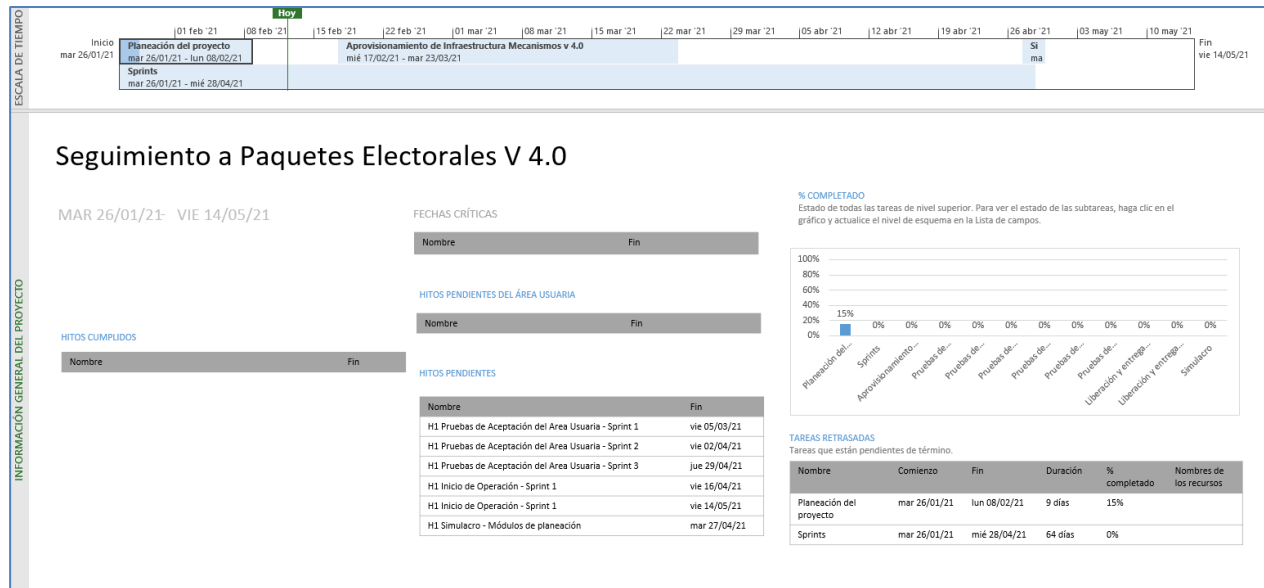 ESCALA DE TIEMPO
Hoy
01 feb '21
08 feb '21
15 feb '21
22 feb '21
01 mar '21
08 mar '21
15 mar '21
22 mar '21
29 mar '21
05 abr '21
12 abr '21
19 abr '21
26 abr '21
03 may '21
10 may '21
Inicio
mar 26/01/21
Planeación del proyecto
mar 26/01/21 - lun 08/02/21
Aprovisionamiento de Infraestructura Mecanismos v 4.0
mié 17/02/21 - mar 23/03/21
Si
ma
Fin
vie 14/05/21
Sprints
mar 26/01/21 - mié 28/04/21
INFORMACIÓN GENERAL DEL PROYECTO
Seguimiento a Paquetes Electorales V 4.0
MAR 26/01/21- VIE 14/05/21
HITOS CUMPLIDOS
Nombre Fin
FECHAS CRÍTICAS
Nombre Fin
HITOS PENDIENTES DEL ÁREA USUARIA
Nombre Fin
HITOS PENDIENTES
Nombre Fin
H1 Pruebas de Aceptación del Area Usuaria - Sprint 1 vie 05/03/21
H1 Pruebas de Aceptación del Area Usuaria - Sprint 2 vie 02/04/21
H1 Pruebas de Aceptación del Area Usuaria - Sprint 3 jue 29/04/21
H1 Inicio de Operación - Sprint 1 vie 16/04/21
H1 Inicio de Operación - Sprint 1 vie 14/05/21
H1 Simulacro - Módulos de planeación mar 27/04/21
% COMPLETADO
Estado de todas las tareas de nivel superior. Para ver el estado de las subtareas, haga clic en el
gráfico y actualice el nivel de esquema en la Lista de campos.
100%
80%
60%
40%
20%
0%
15% 0% 0% 0% 0% 0% 0% 0% 0% 0% 0% 0%
Planeación del...
Sprints
Aprovisionamiento...
Pruebas de...
Pruebas de...
Pruebas de...
Pruebas de...
Pruebas de...
Pruebas de...
Liberación y entrega...
Liberación y entrega...
Simulacro
TAREAS RETRASADAS
Tareas que están pendientes de término.
Nombre Comienzo Fin Duración % completado Nombres de los recursos
Planeación del proyecto mar 26/01/21 lun 08/02/21 9 días 15%
Sprints mar 26/01/21 mié 28/04/21 64 días 0%